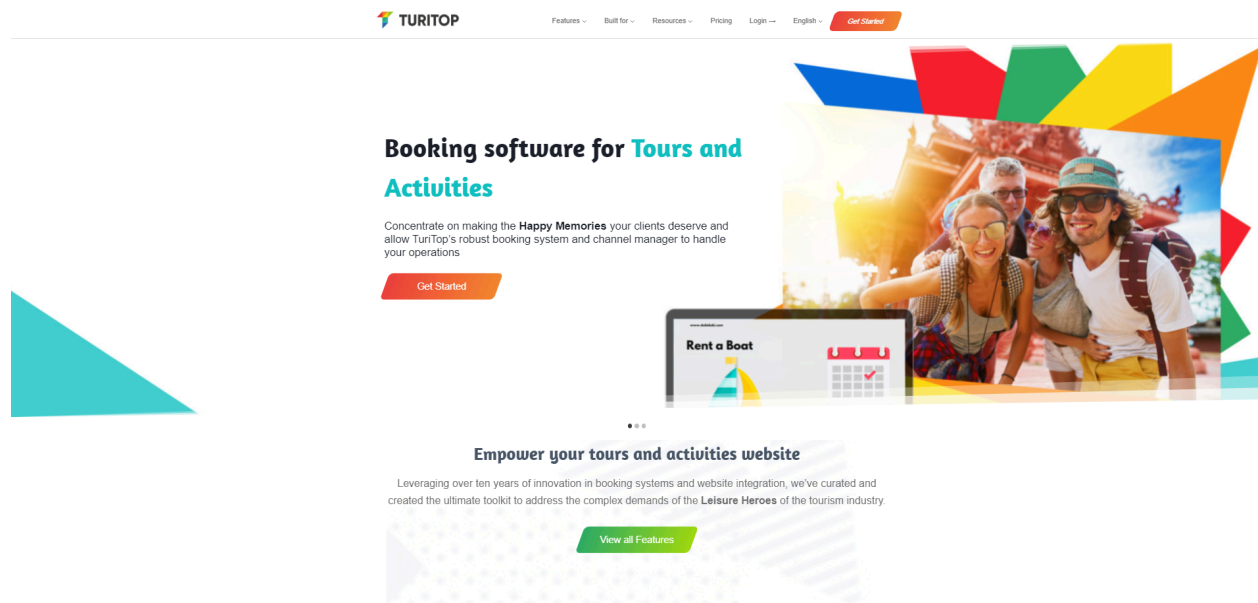 TURITOP
Features
Built for
Resources
Pricing
Login →
English
Get Started
Booking software for Tours and
Activities
Concentrate on making the Happy Memories your clients deserve and
allow TuriTop's robust booking system and channel manager to handle
your operations
Get Started
Rent a Boat
Empower your tours and activities website
Leveraging over ten years of innovation in booking systems and website integration, we've curated and
created the ultimate toolkit to address the complex demands of the Leisure Heroes of the tourism industry.
View all Features